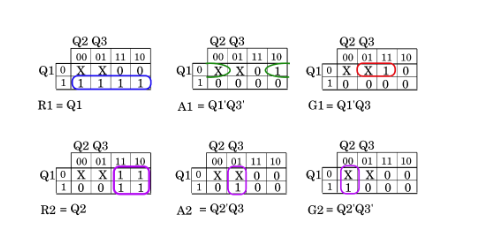 Q2 Q3
00 01 11 10
Q1 0 X X 0 0
1 1 1 1 1
R1 = Q1
Q2 Q3
00 01 11 10
Q1 0 X X 0 1
1 0 0 0 0
A1 = Q1'Q3'
Q2 Q3
00 01 11 10
Q1 0 X X 1 0
1 0 0 0 0
G1 = Q1'Q3
Q2 Q3
00 01 11 10
Q1 0 X X 1 1
1 0 0 1 1
R2 = Q2
Q2 Q3
00 01 11 10
Q1 0 X X 0 0
1 0 1 0 0
A2 = Q2'Q3
Q2 Q3
00 01 11 10
Q1 0 X X 0 0
1 1 0 0 0
G2 = Q2'Q3'